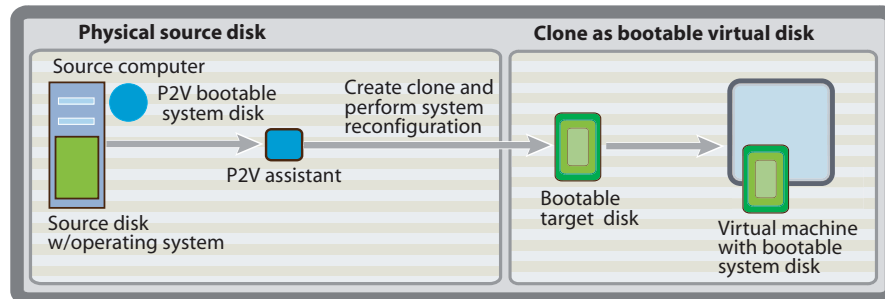 Physical source disk
Clone as bootable virtual disk
Source computer
P2V bootable
system disk
Create clone and
perform system
reconfiguration
P2V assistant
Source disk
w/operating system
Bootable
target disk
Virtual machine
with bootable
system disk